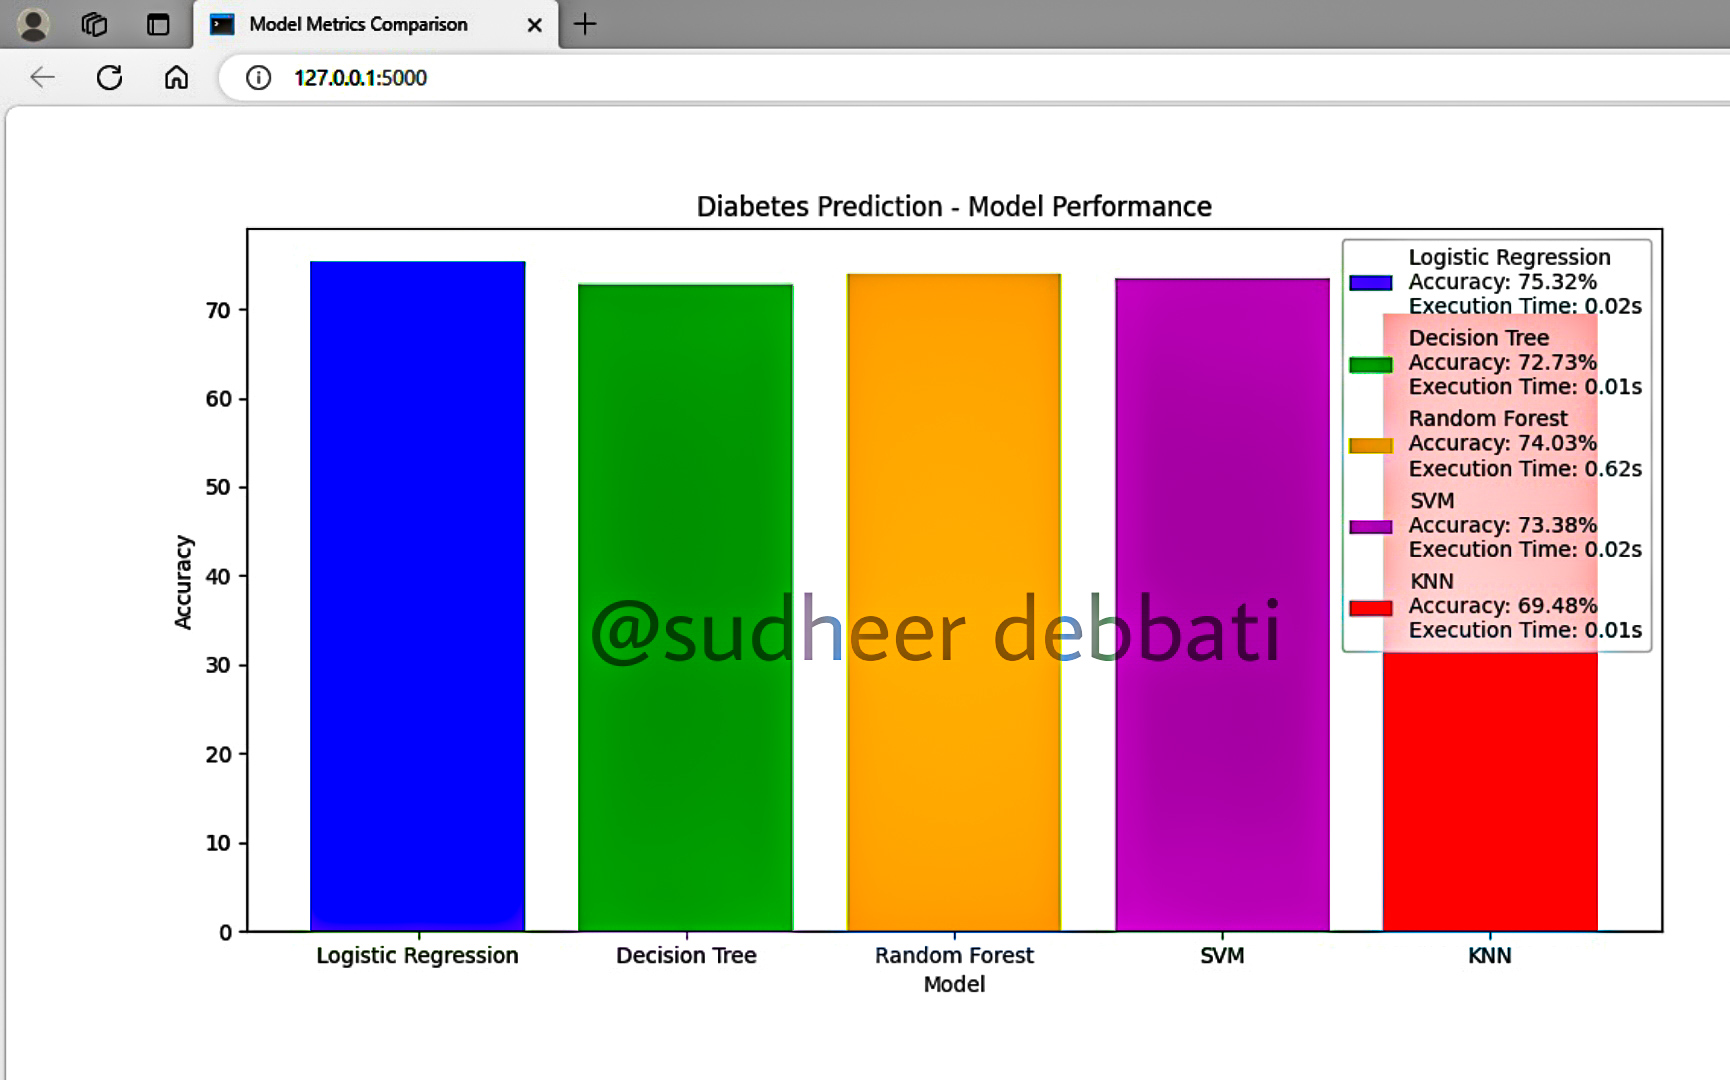 Model Metrics Comparison
127.0.0.1:5000
Diabetes Prediction - Model Performance
Logistic Regression
Accuracy: 75.32%
Execution Time: 0.02s
Decision Tree
Accuracy: 72.73%
Execution Time: 0.01s
Random Forest
Accuracy: 74.03%
Execution Time: 0.62s
SVM
Accuracy: 73.38%
Execution Time: 0.02s
KNN
Accuracy: 69.48%
Execution Time: 0.01s
70
60
50
40
30
20
10
0
Accuracy
@sudheer debbati
Logistic Regression
Decision Tree
Random Forest
SVM
KNN
Model